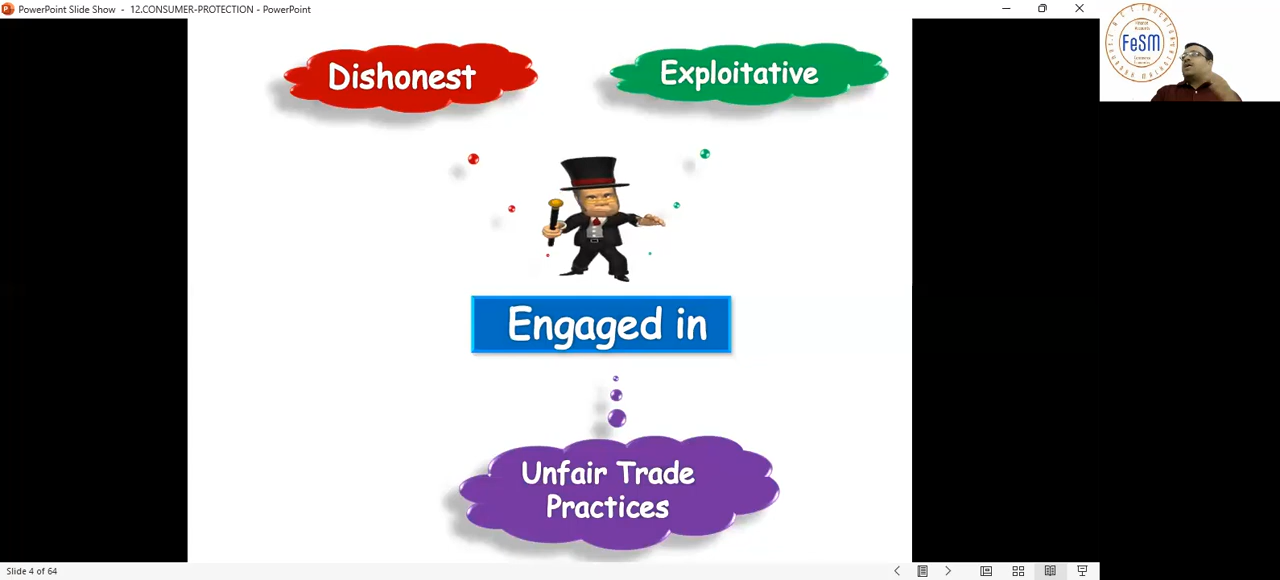 PowerPoint Slide Show - 12.CONSUMER-PROTECTION - PowerPoint
FeSM
Dishonest
Exploitative
Engaged in
Unfair Trade
Practices
Slide 4 of 64